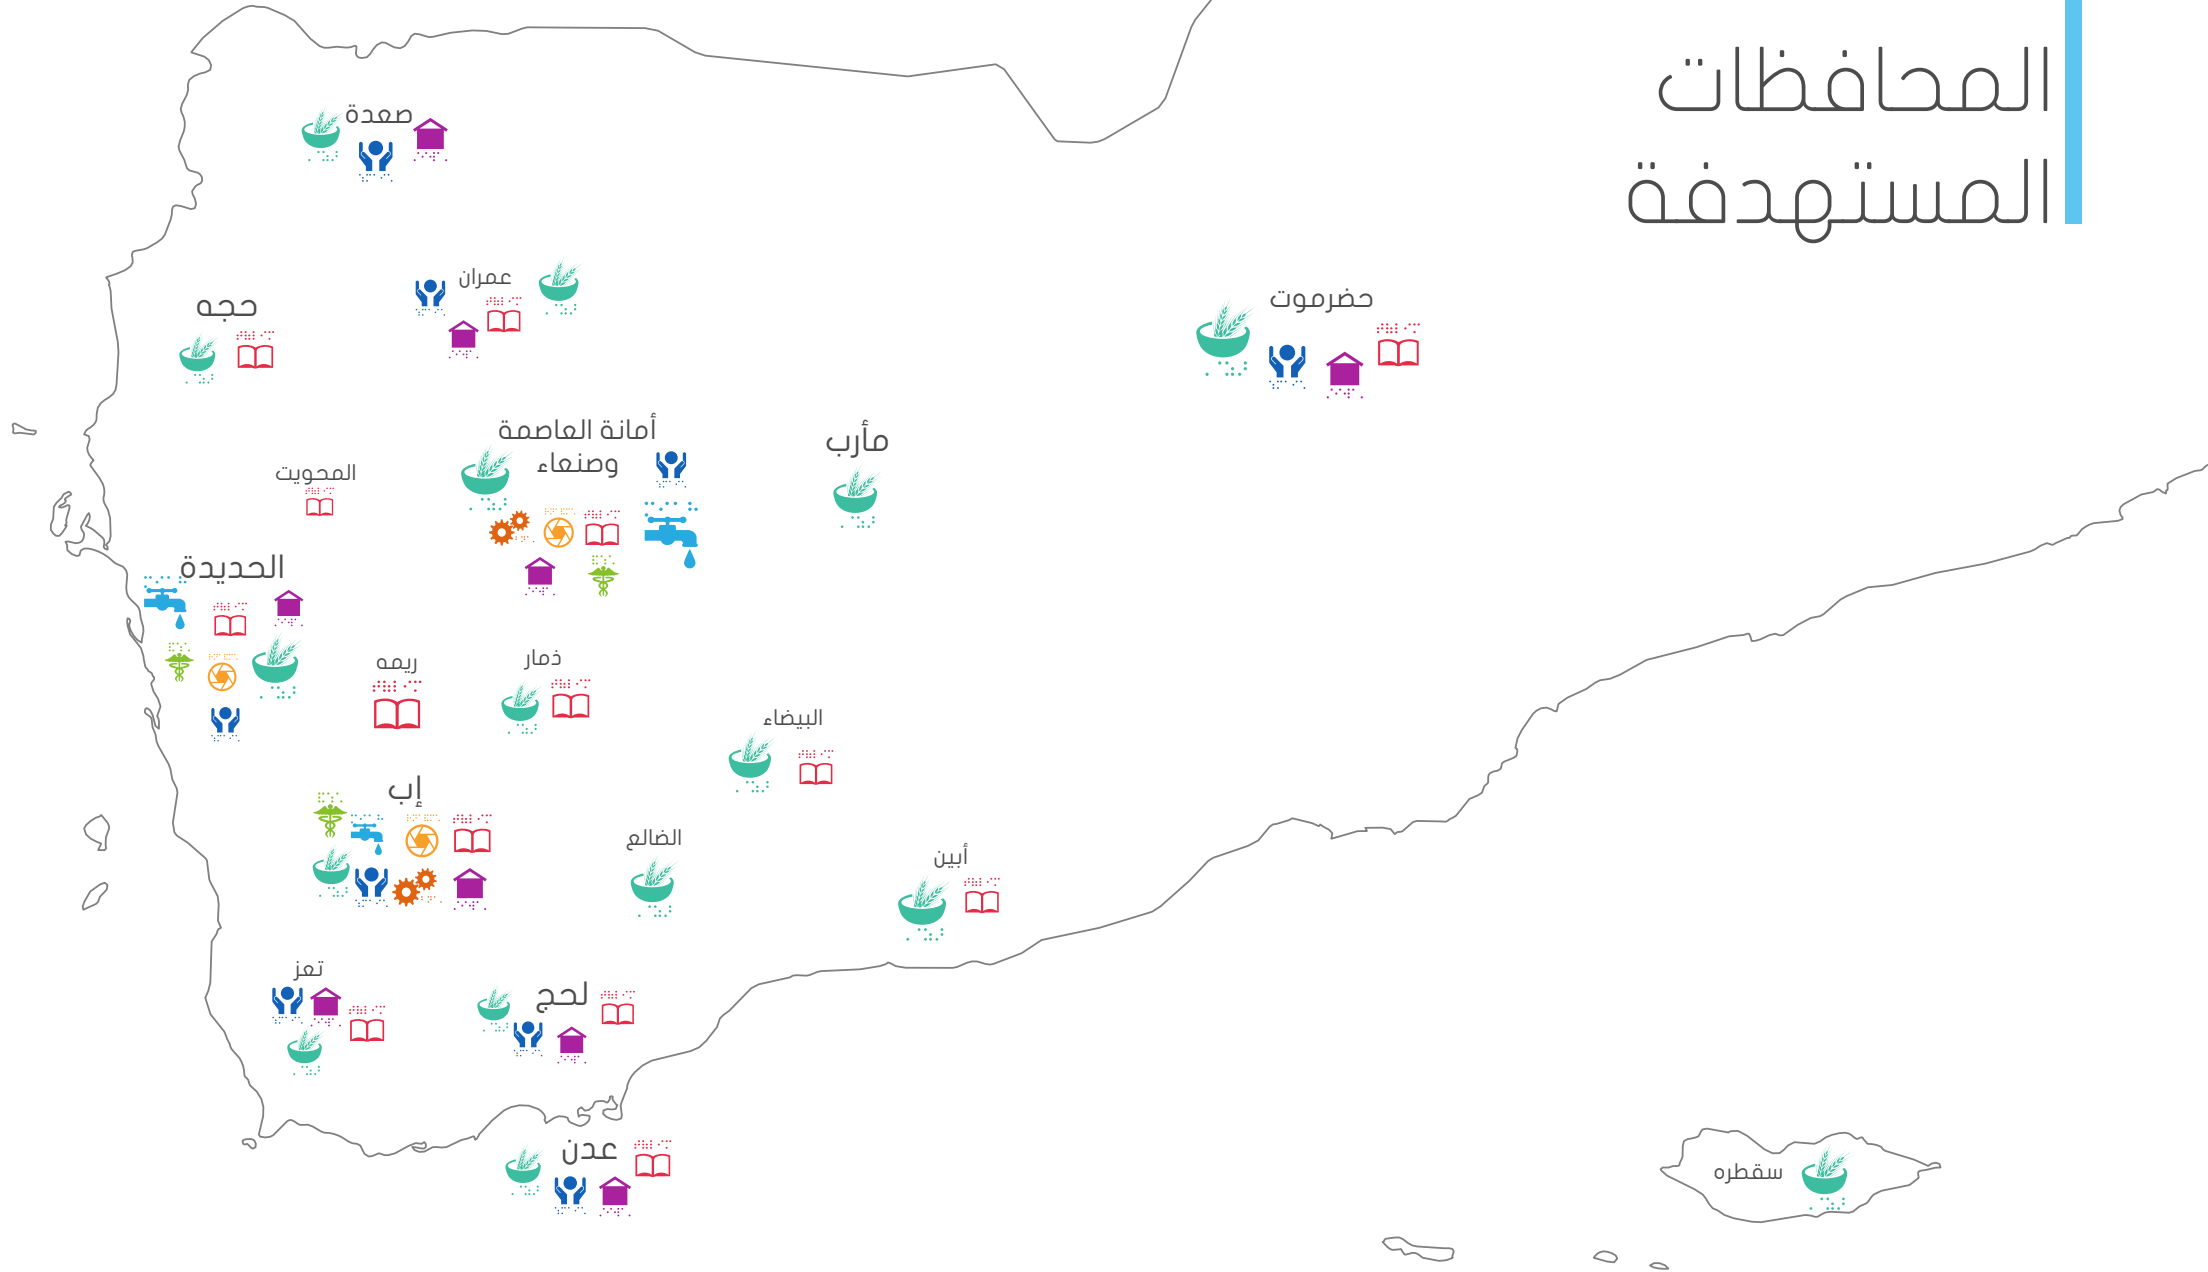 المحافظات
المستهدفة
صعدة
عمران
حجه
حضرموت
أمانة العاصمة
وصنعاء
مأرب
المحويت
الحديدة
ريمه
ذمار
البيضاء
إب
الضالع
أبين
تعز
لحج
عدن
سقطره